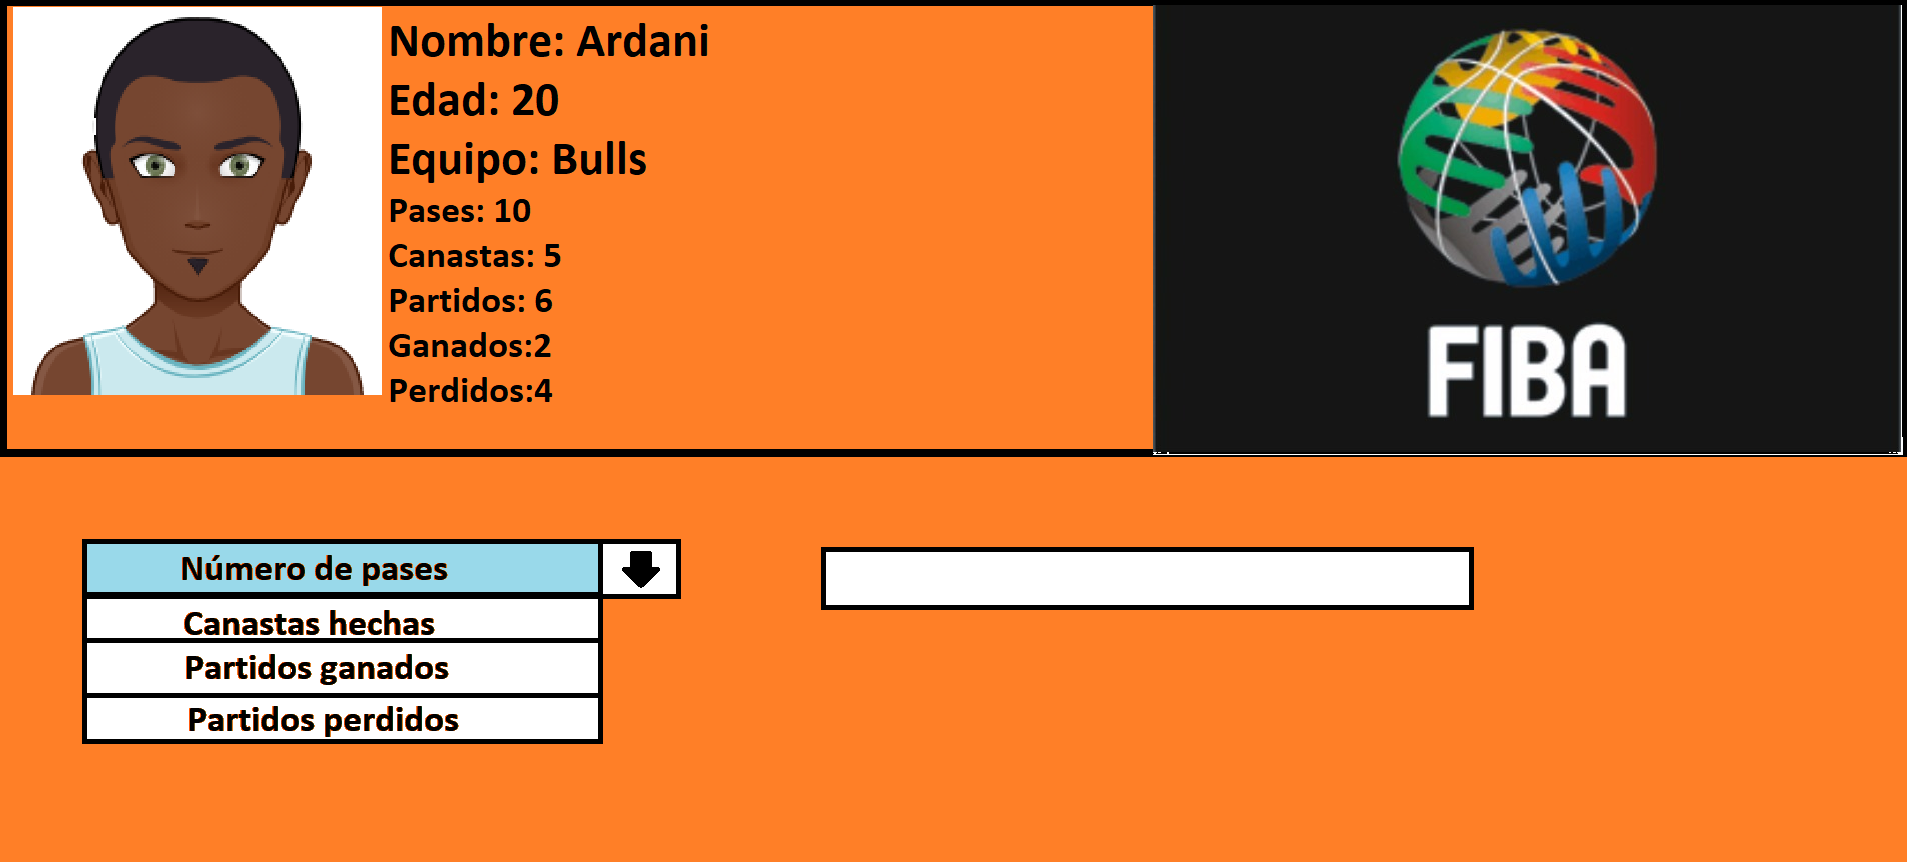 Nombre: Ardani
Edad: 20
Equipo: Bulls
Pases: 10
Canastas: 5
Partidos: 6
Ganados:2
Perdidos:4
FIBA
Número de pases
Canastas hechas
Partidos ganados
Partidos perdidos